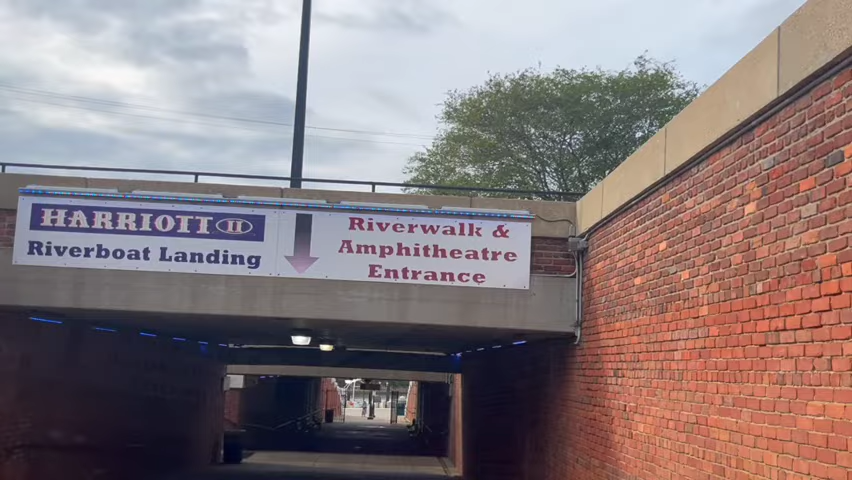 HARRIOTT II
Riverboat Landing
Riverwalk &
Amphitheatre
Entrance